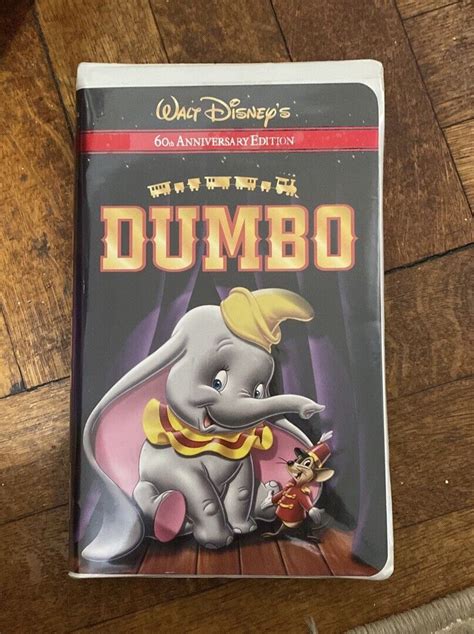 Walt Disney's
60th Anniversary Edition
DUMBO